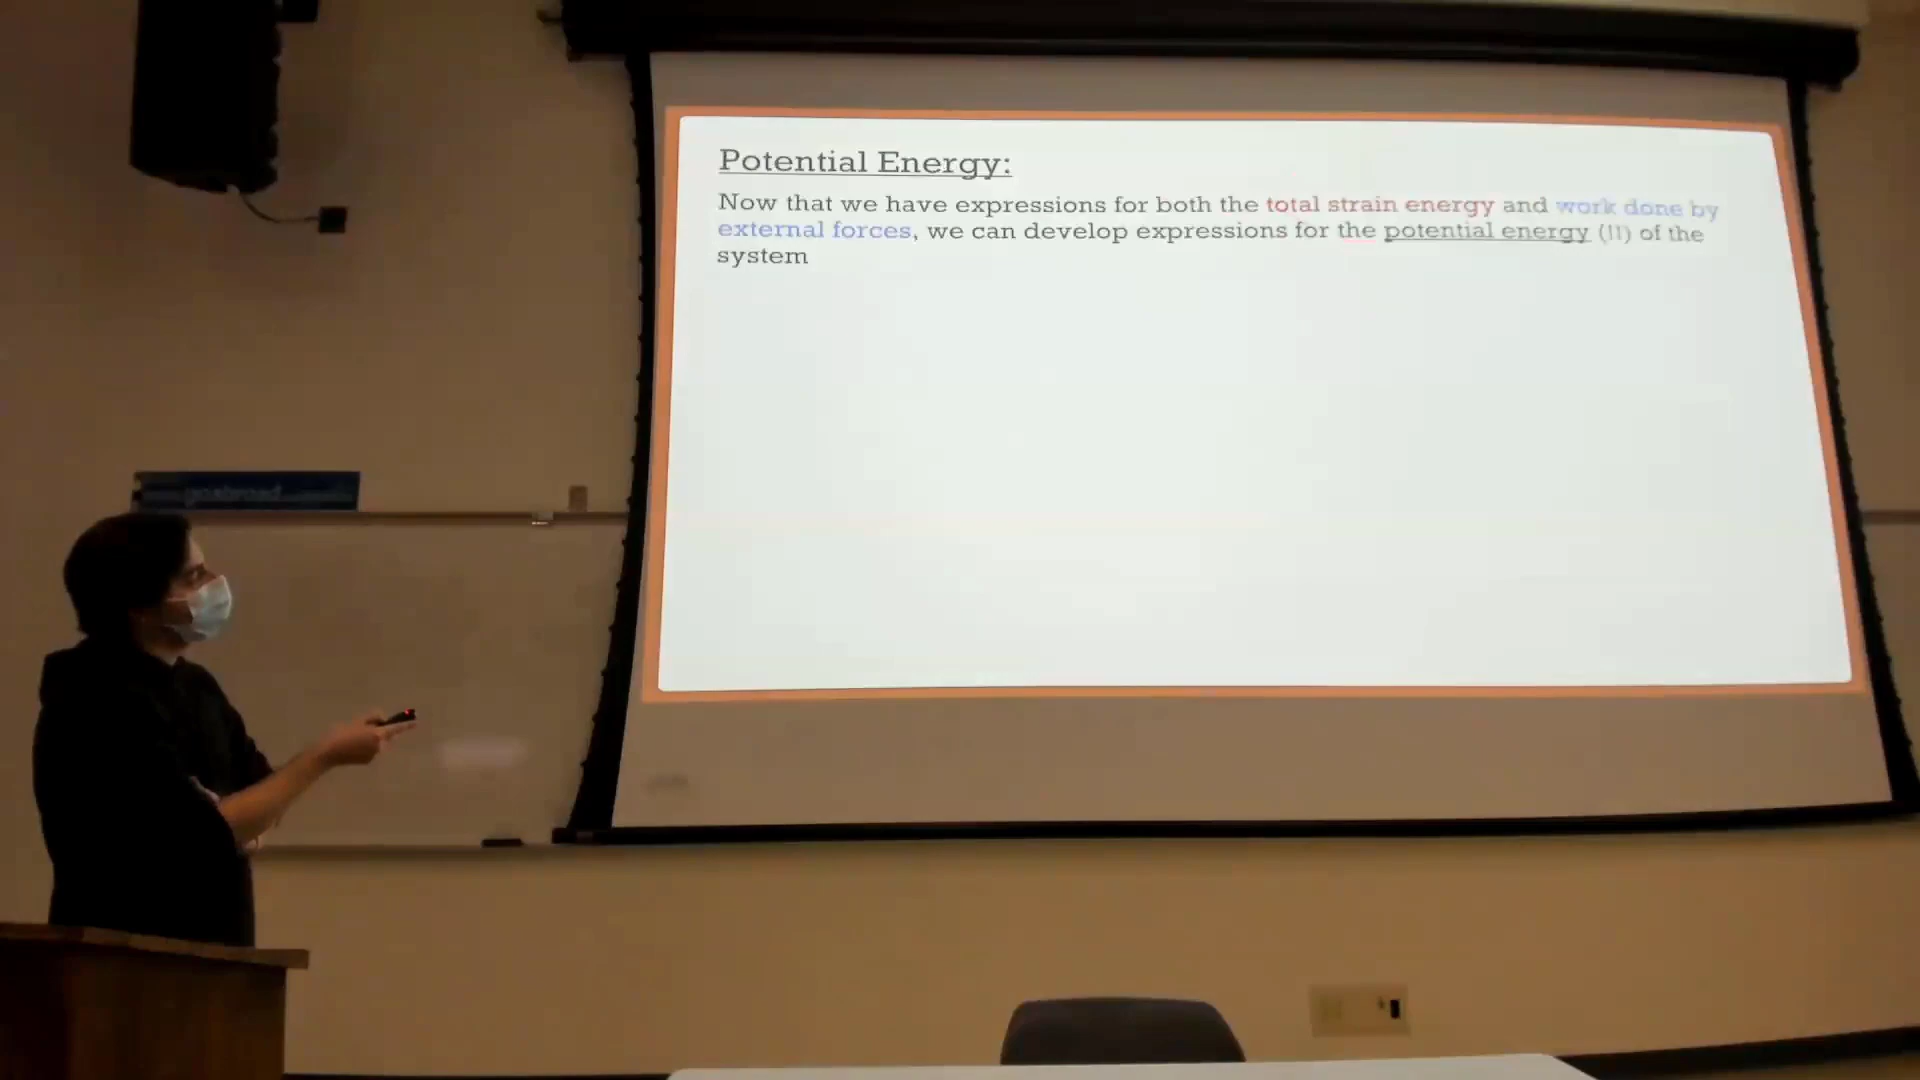 Potential Energy:
Now that we have expressions for both the total strain energy and work done by
external forces, we can develop expressions for the potential energy (Π) of the
system
goabroad